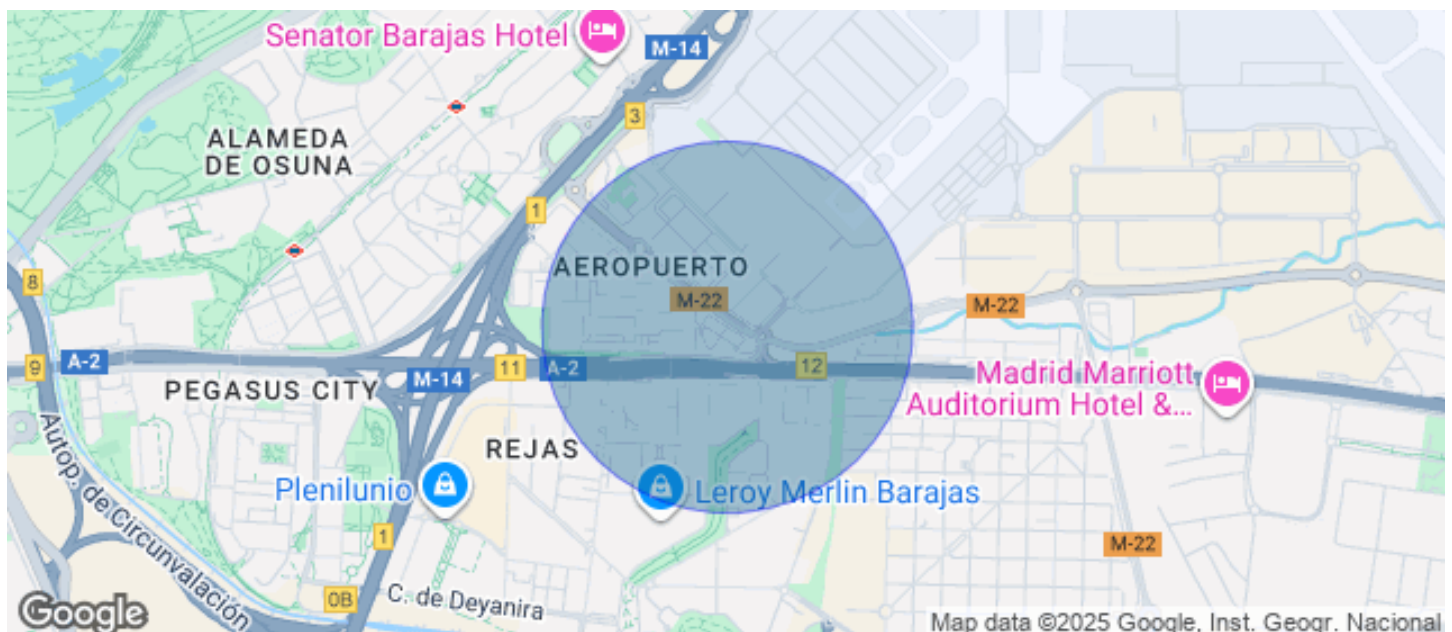 Senator Barajas Hotel
M-14
3
ALAMEDA
DE OSUNA
1
AEROPUERTO
8
M-22
M-22
9
A-2
11
A-2
12
M-14
PEGASUS CITY
Madrid Marriott
Auditorium Hotel &...
REJAS
Plenilunio
Leroy Merlin Barajas
Autop. de Circunvalación
1
M-22
0B
C. de Deyanira
Google
Map data ©2025 Google, Inst. Geogr. Nacional